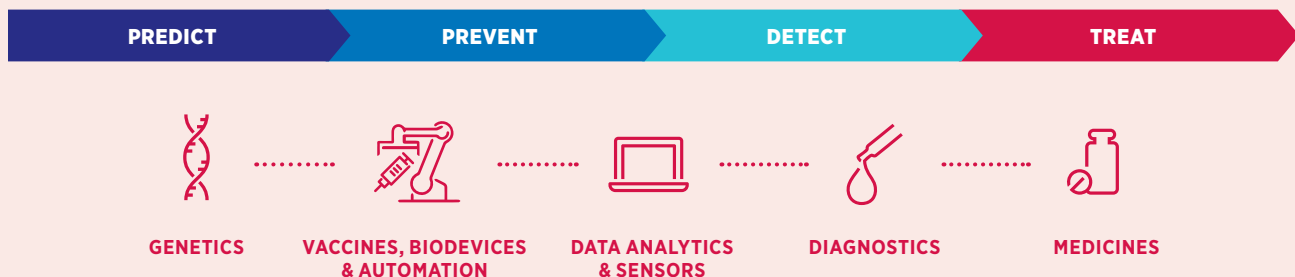 PREDICT
PREVENT
DETECT
TREAT
GENETICS
VACCINES, BIODEVICES
& AUTOMATION
DATA ANALYTICS
& SENSORS
DIAGNOSTICS
MEDICINES